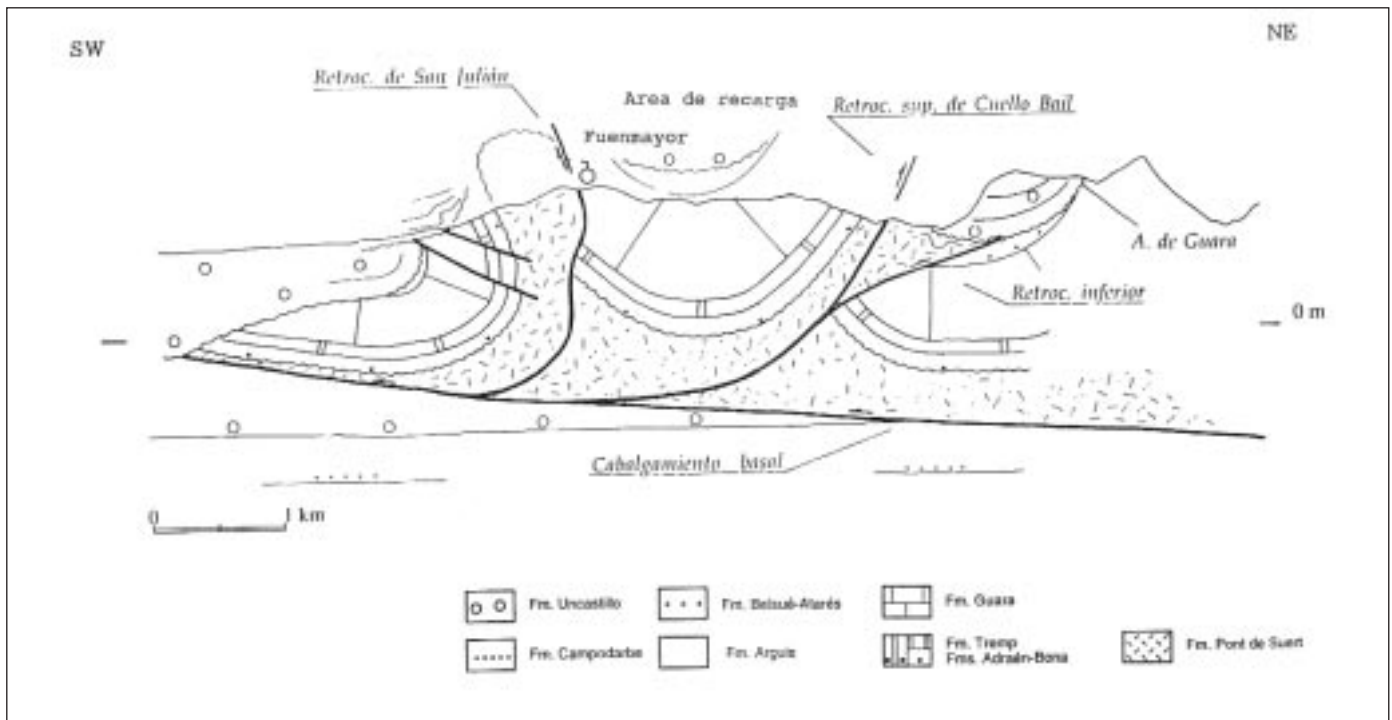 SW
NE
Retroc. de San Julián
Area de recarga
Retroc. sup. de Cuello Bail
Fuenmayor
A. de Guara
Retroc. inferior
0 m
Cabalgamiento basal
0
1 km
Fm. Uncastillo
Fm. Belsué-Atarés
Fm. Guara
Fm. Campodarbe
Fm. Arguis
Fm. Tremp
Fms. Adraén-Bona
Fm. Pont de Suert